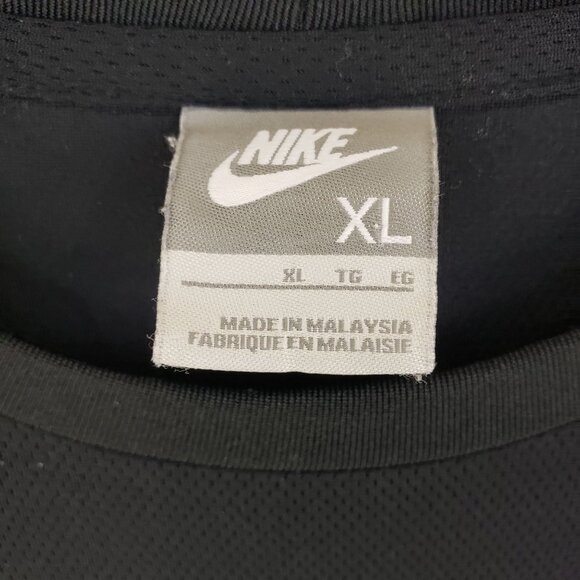 NIKE
XL
XL TG EG
MADE IN MALAYSIA
FABRIQUE EN MALAISIE